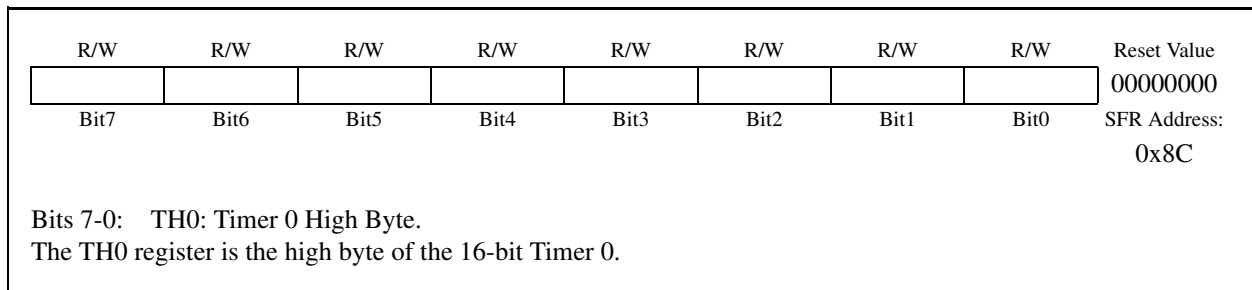 R/W R/W R/W R/W R/W R/W R/W R/W Reset Value
00000000
Bit7 Bit6 Bit5 Bit4 Bit3 Bit2 Bit1 Bit0 SFR Address:
0x8C
Bits 7-0: TH0: Timer 0 High Byte.
The TH0 register is the high byte of the 16-bit Timer 0.